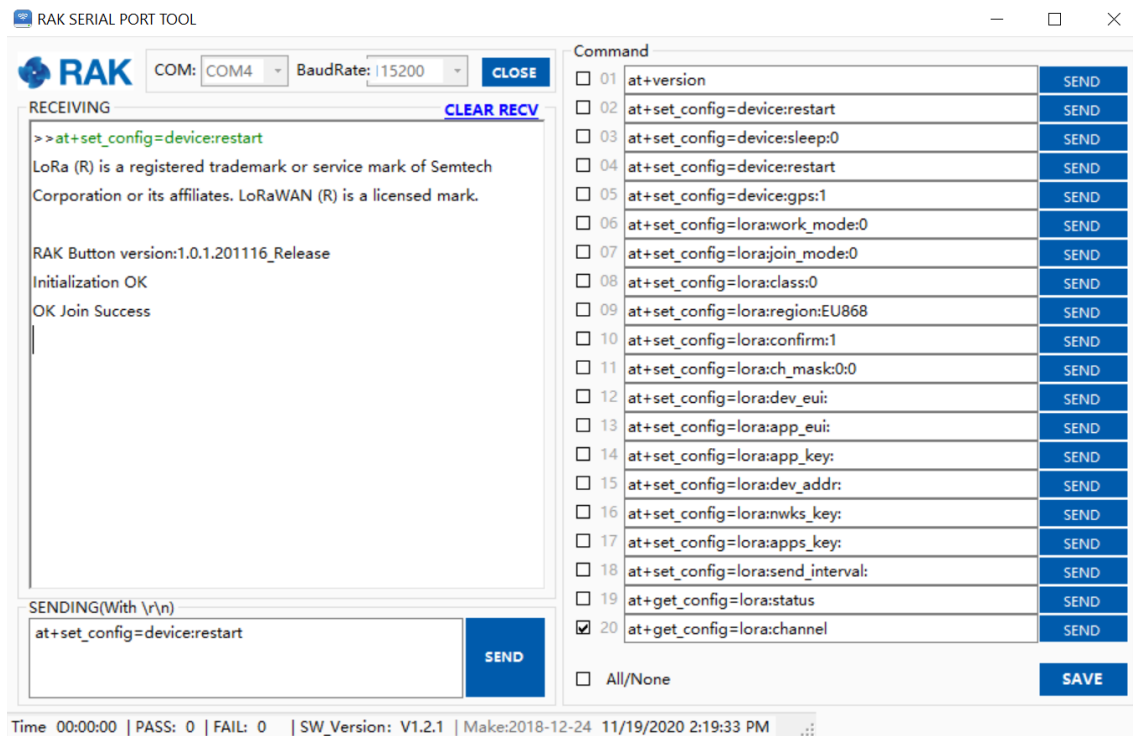 RAK SERIAL PORT TOOL
RAK COM: COM4 BaudRate: 115200 CLOSE
RECEIVING CLEAR RECV
>>at+set_config=device:restart
LoRa (R) is a registered trademark or service mark of Semtech
Corporation or its affiliates. LoRaWAN (R) is a licensed mark.
RAK Button version:1.0.1.201116_Release
Initialization OK
OK Join Success
SENDING(With \r\n)
at+set_config=device:restart
SEND
Command
01 at+version SEND
02 at+set_config=device:restart SEND
03 at+set_config=device:sleep:0 SEND
04 at+set_config=device:restart SEND
05 at+set_config=device:gps:1 SEND
06 at+set_config=lora:work_mode:0 SEND
07 at+set_config=lora:join_mode:0 SEND
08 at+set_config=lora:class:0 SEND
09 at+set_config=lora:region:EU868 SEND
10 at+set_config=lora:confirm:1 SEND
11 at+set_config=lora:ch_mask:0:0 SEND
12 at+set_config=lora:dev_eui: SEND
13 at+set_config=lora:app_eui: SEND
14 at+set_config=lora:app_key: SEND
15 at+set_config=lora:dev_addr: SEND
16 at+set_config=lora:nwks_key: SEND
17 at+set_config=lora:apps_key: SEND
18 at+set_config=lora:send_interval: SEND
19 at+get_config=lora:status SEND
20 at+get_config=lora:channel SEND
All/None SAVE
Time 00:00:00 | PASS: 0 | FAIL: 0 | SW_Version: V1.2.1 | Make:2018-12-24 11/19/2020 2:19:33 PM